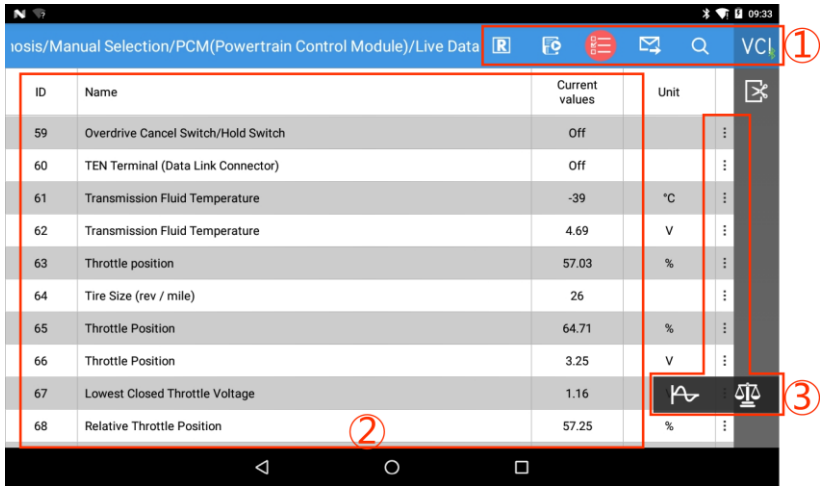 09:33
iosis/Manual Selection/PCM(Powertrain Control Module)/Live Data R VCI ①
ID Name Current values Unit
59 Overdrive Cancel Switch/Hold Switch Off
60 TEN Terminal (Data Link Connector) Off
61 Transmission Fluid Temperature -39 °C
62 Transmission Fluid Temperature 4.69 V
63 Throttle position 57.03 %
64 Tire Size (rev / mile) 26
65 Throttle Position 64.71 %
66 Throttle Position 3.25 V
67 Lowest Closed Throttle Voltage 1.16
③
68 Relative Throttle Position 57.25 %
②